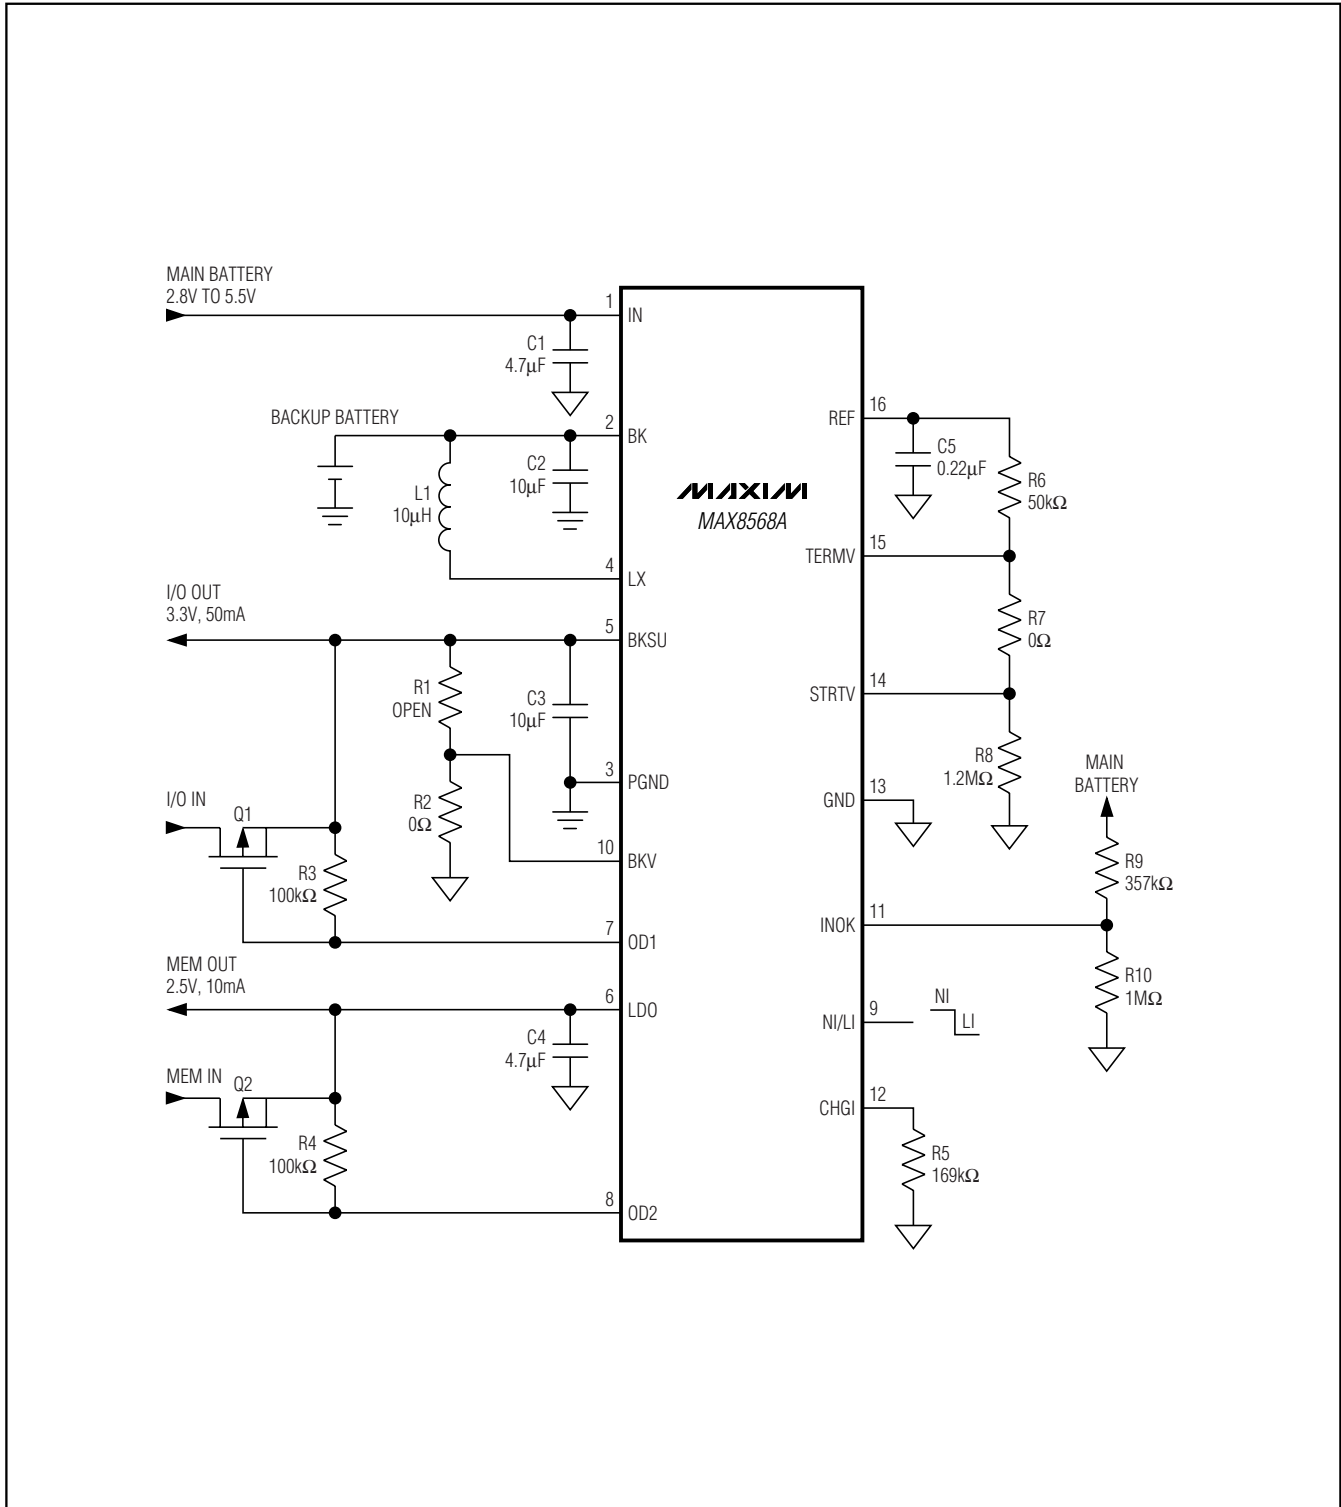 MAIN BATTERY
2.8V TO 5.5V
1
IN
C1
4.7µF
BACKUP BATTERY
2
BK
C2
10µF
L1
10µH
4
LX
I/O OUT
3.3V, 50mA
5
BKSU
R1
OPEN
C3
10µF
3
PGND
I/O IN
Q1
R2
0Ω
10
BKV
R3
100kΩ
7
OD1
MEM OUT
2.5V, 10mA
6
LDO
C4
4.7µF
MEM IN
Q2
R4
100kΩ
8
OD2
MAXIM
MAX8568A
REF
16
C5
0.22µF
R6
50kΩ
TERMV
15
R7
0Ω
STRTV
14
R8
1.2MΩ
MAIN
BATTERY
GND
13
R9
357kΩ
INOK
11
R10
1MΩ
NI/LI
9
NI
LI
CHGI
12
R5
169kΩ